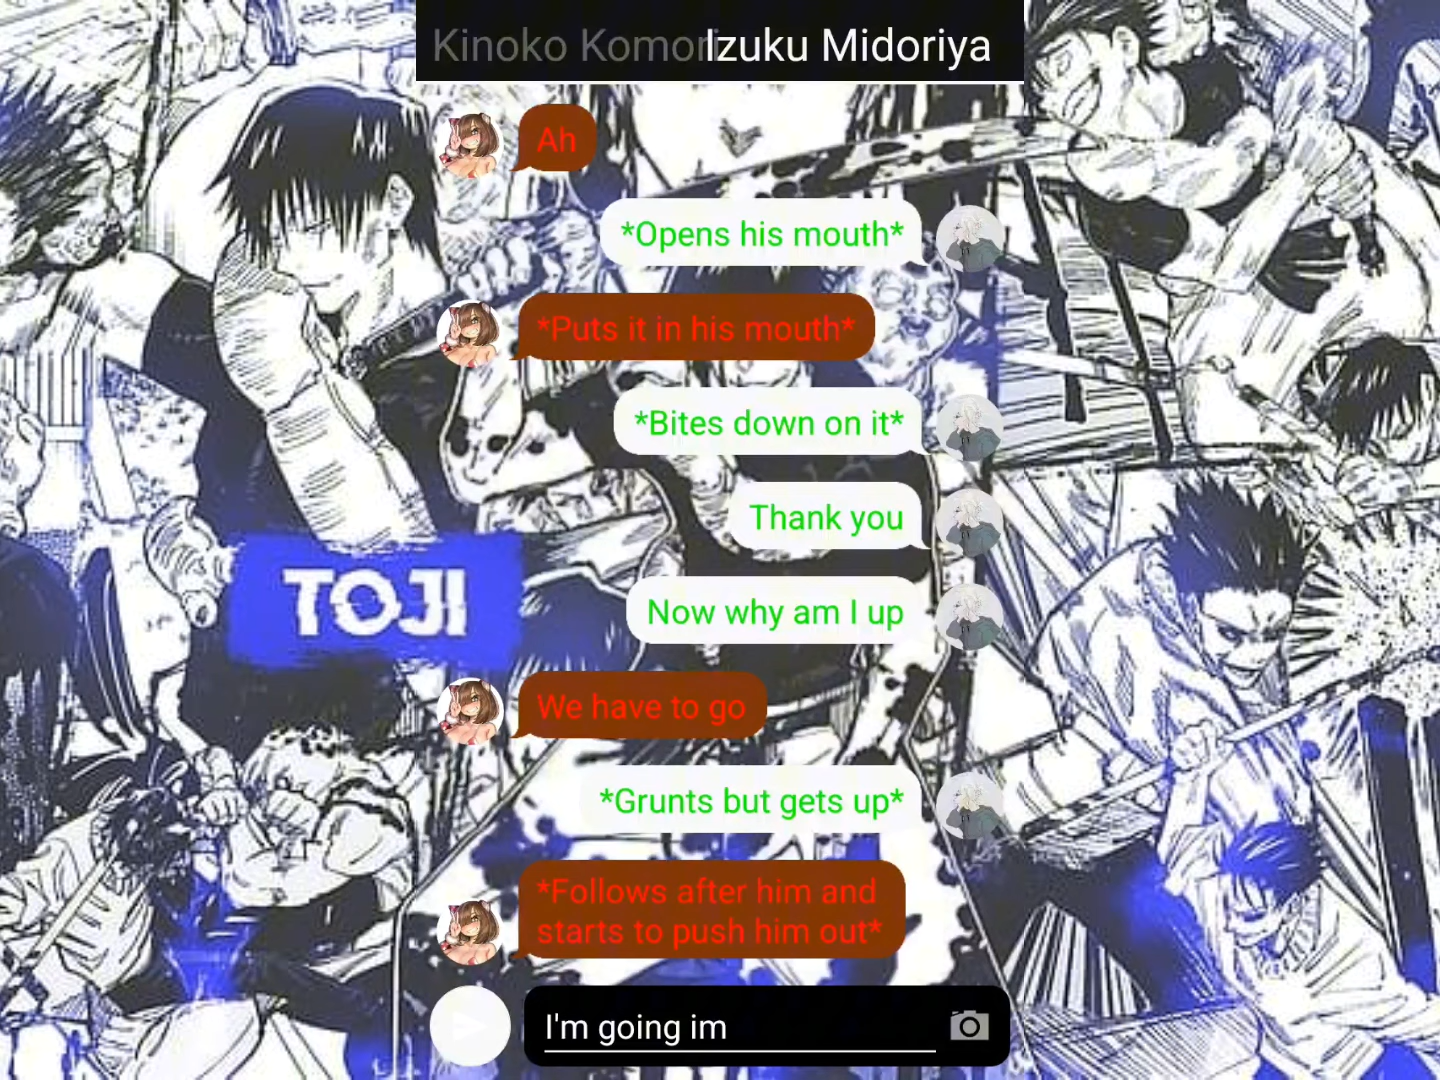 Kinoko Komori
Izuku Midoriya
Ah
*Opens his mouth*
*Puts it in his mouth*
*Bites down on it*
Thank you
TOJI
Now why am I up
We have to go
*Grunts but gets up*
*Follows after him and
starts to push him out*
I'm going im